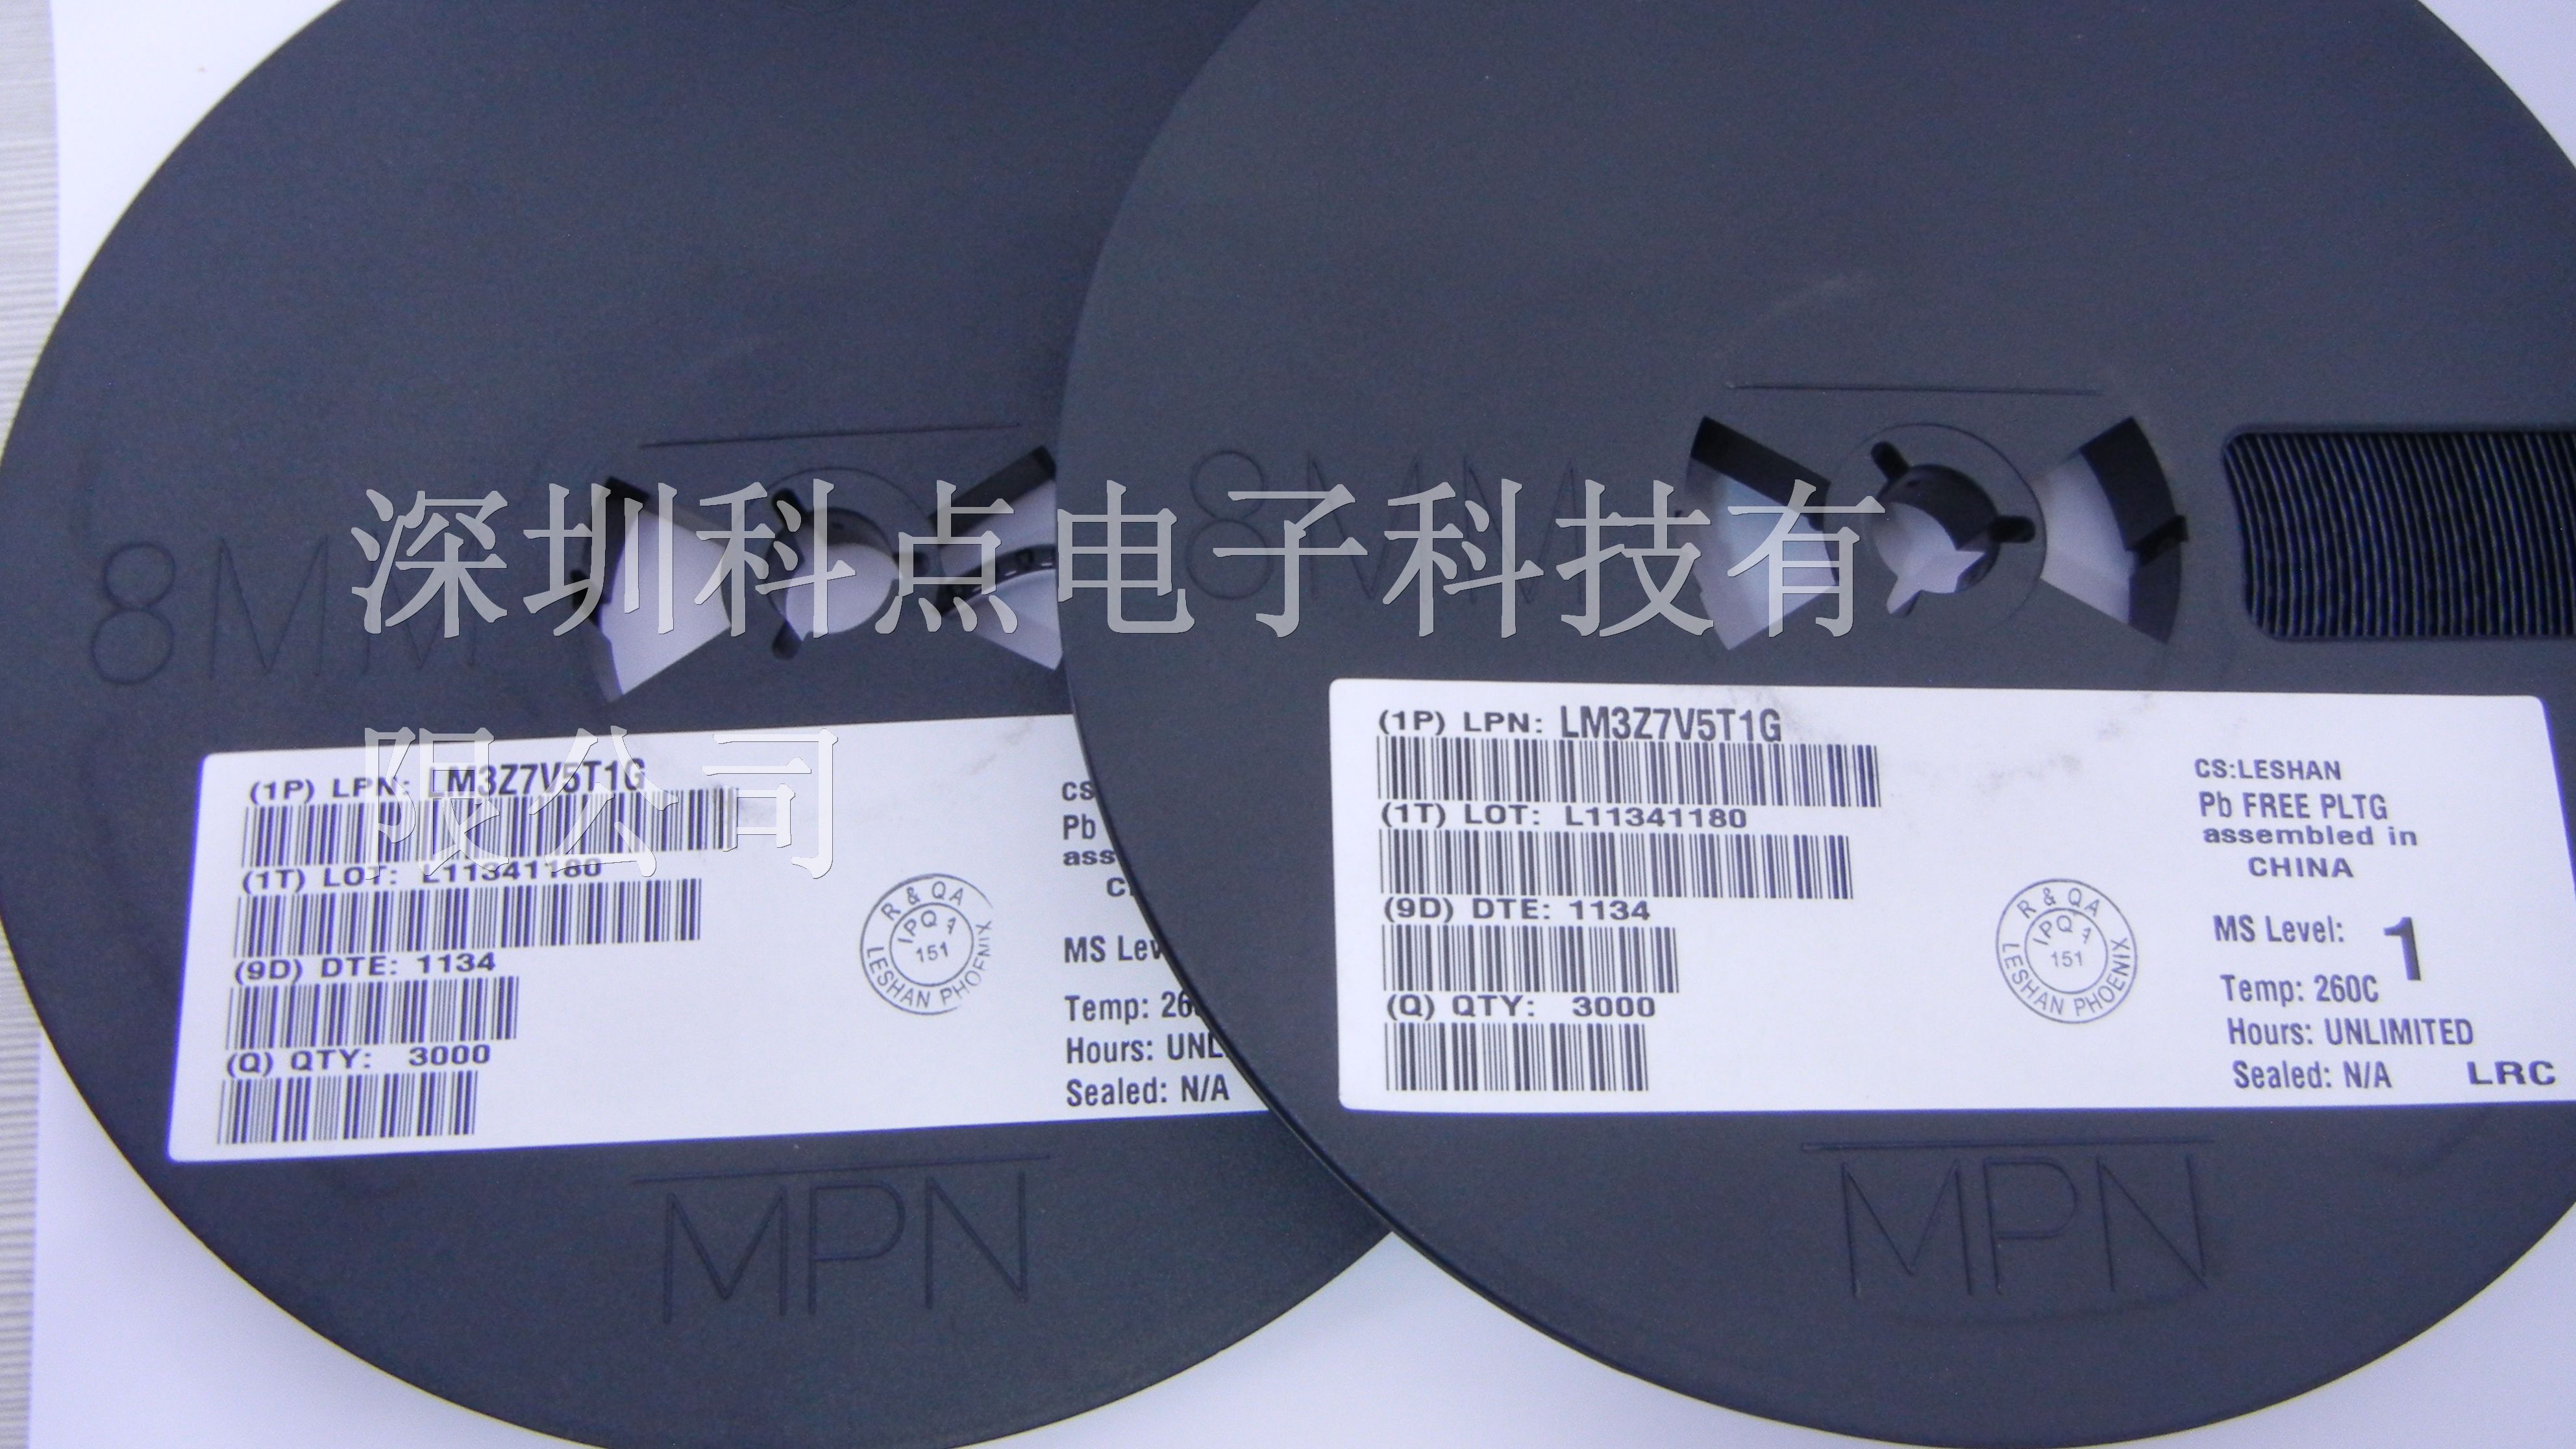 深圳科点电子科技有
限公司
8MM
(1P) LPN: LM3Z7V5T1G
(1T) LOT: L11341180
(9D) DTE: 1134
(Q) QTY: 3000
R & QA
IPQ
151
LESHAN PHOENIX
CS
Pb
ass
C
MS Lev
Temp: 26
Hours: UNL
Sealed: N/A
MPN
8MM
(1P) LPN: LM3Z7V5T1G
(1T) LOT: L11341180
(9D) DTE: 1134
(Q) QTY: 3000
R & QA
IPQ
151
LESHAN PHOENIX
CS:LESHAN
Pb FREE PLTG
assembled in
CHINA
MS Level: 1
Temp: 260C
Hours: UNLIMITED
Sealed: N/A LRC
MPN